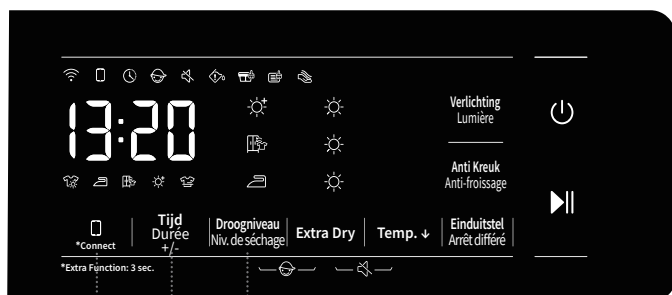 13:20
Verlichting
Lumière
Anti Kreuk
Anti-froissage
*Connect
Tijd
Durée
+/-
Droogniveau
Niv. de séchage
Extra Dry
Temp. ↓
Einduitstel
Arrêt différé
*Extra Function: 3 sec.